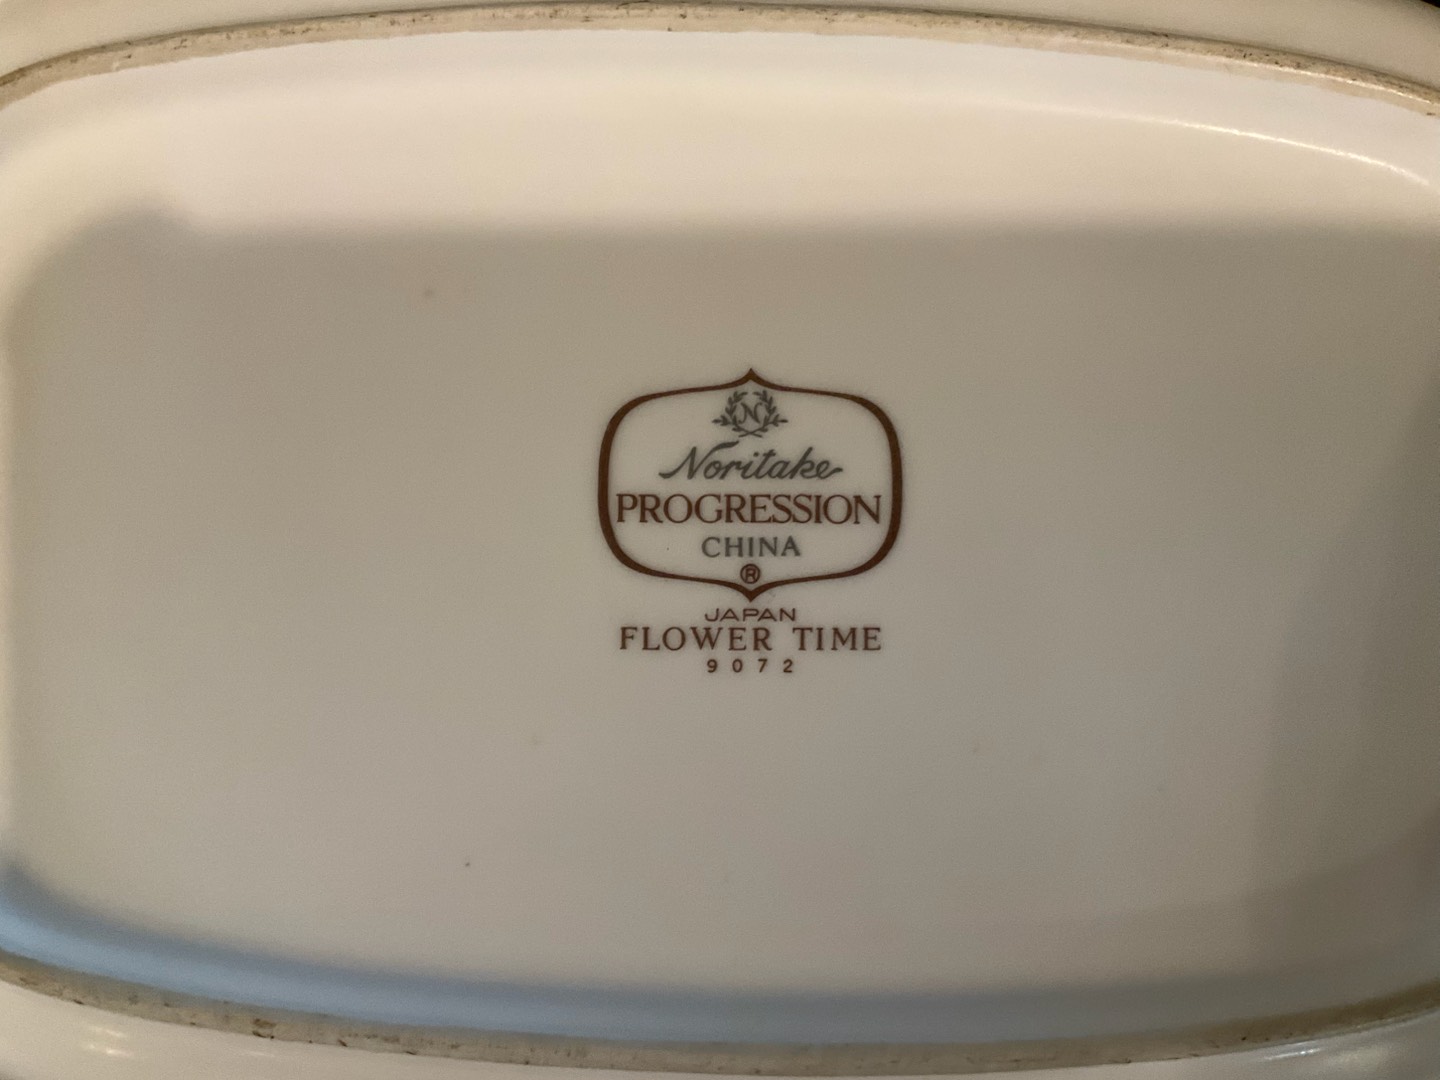 N
Noritake
PROGRESSION
CHINA
®
JAPAN
FLOWER TIME
9072